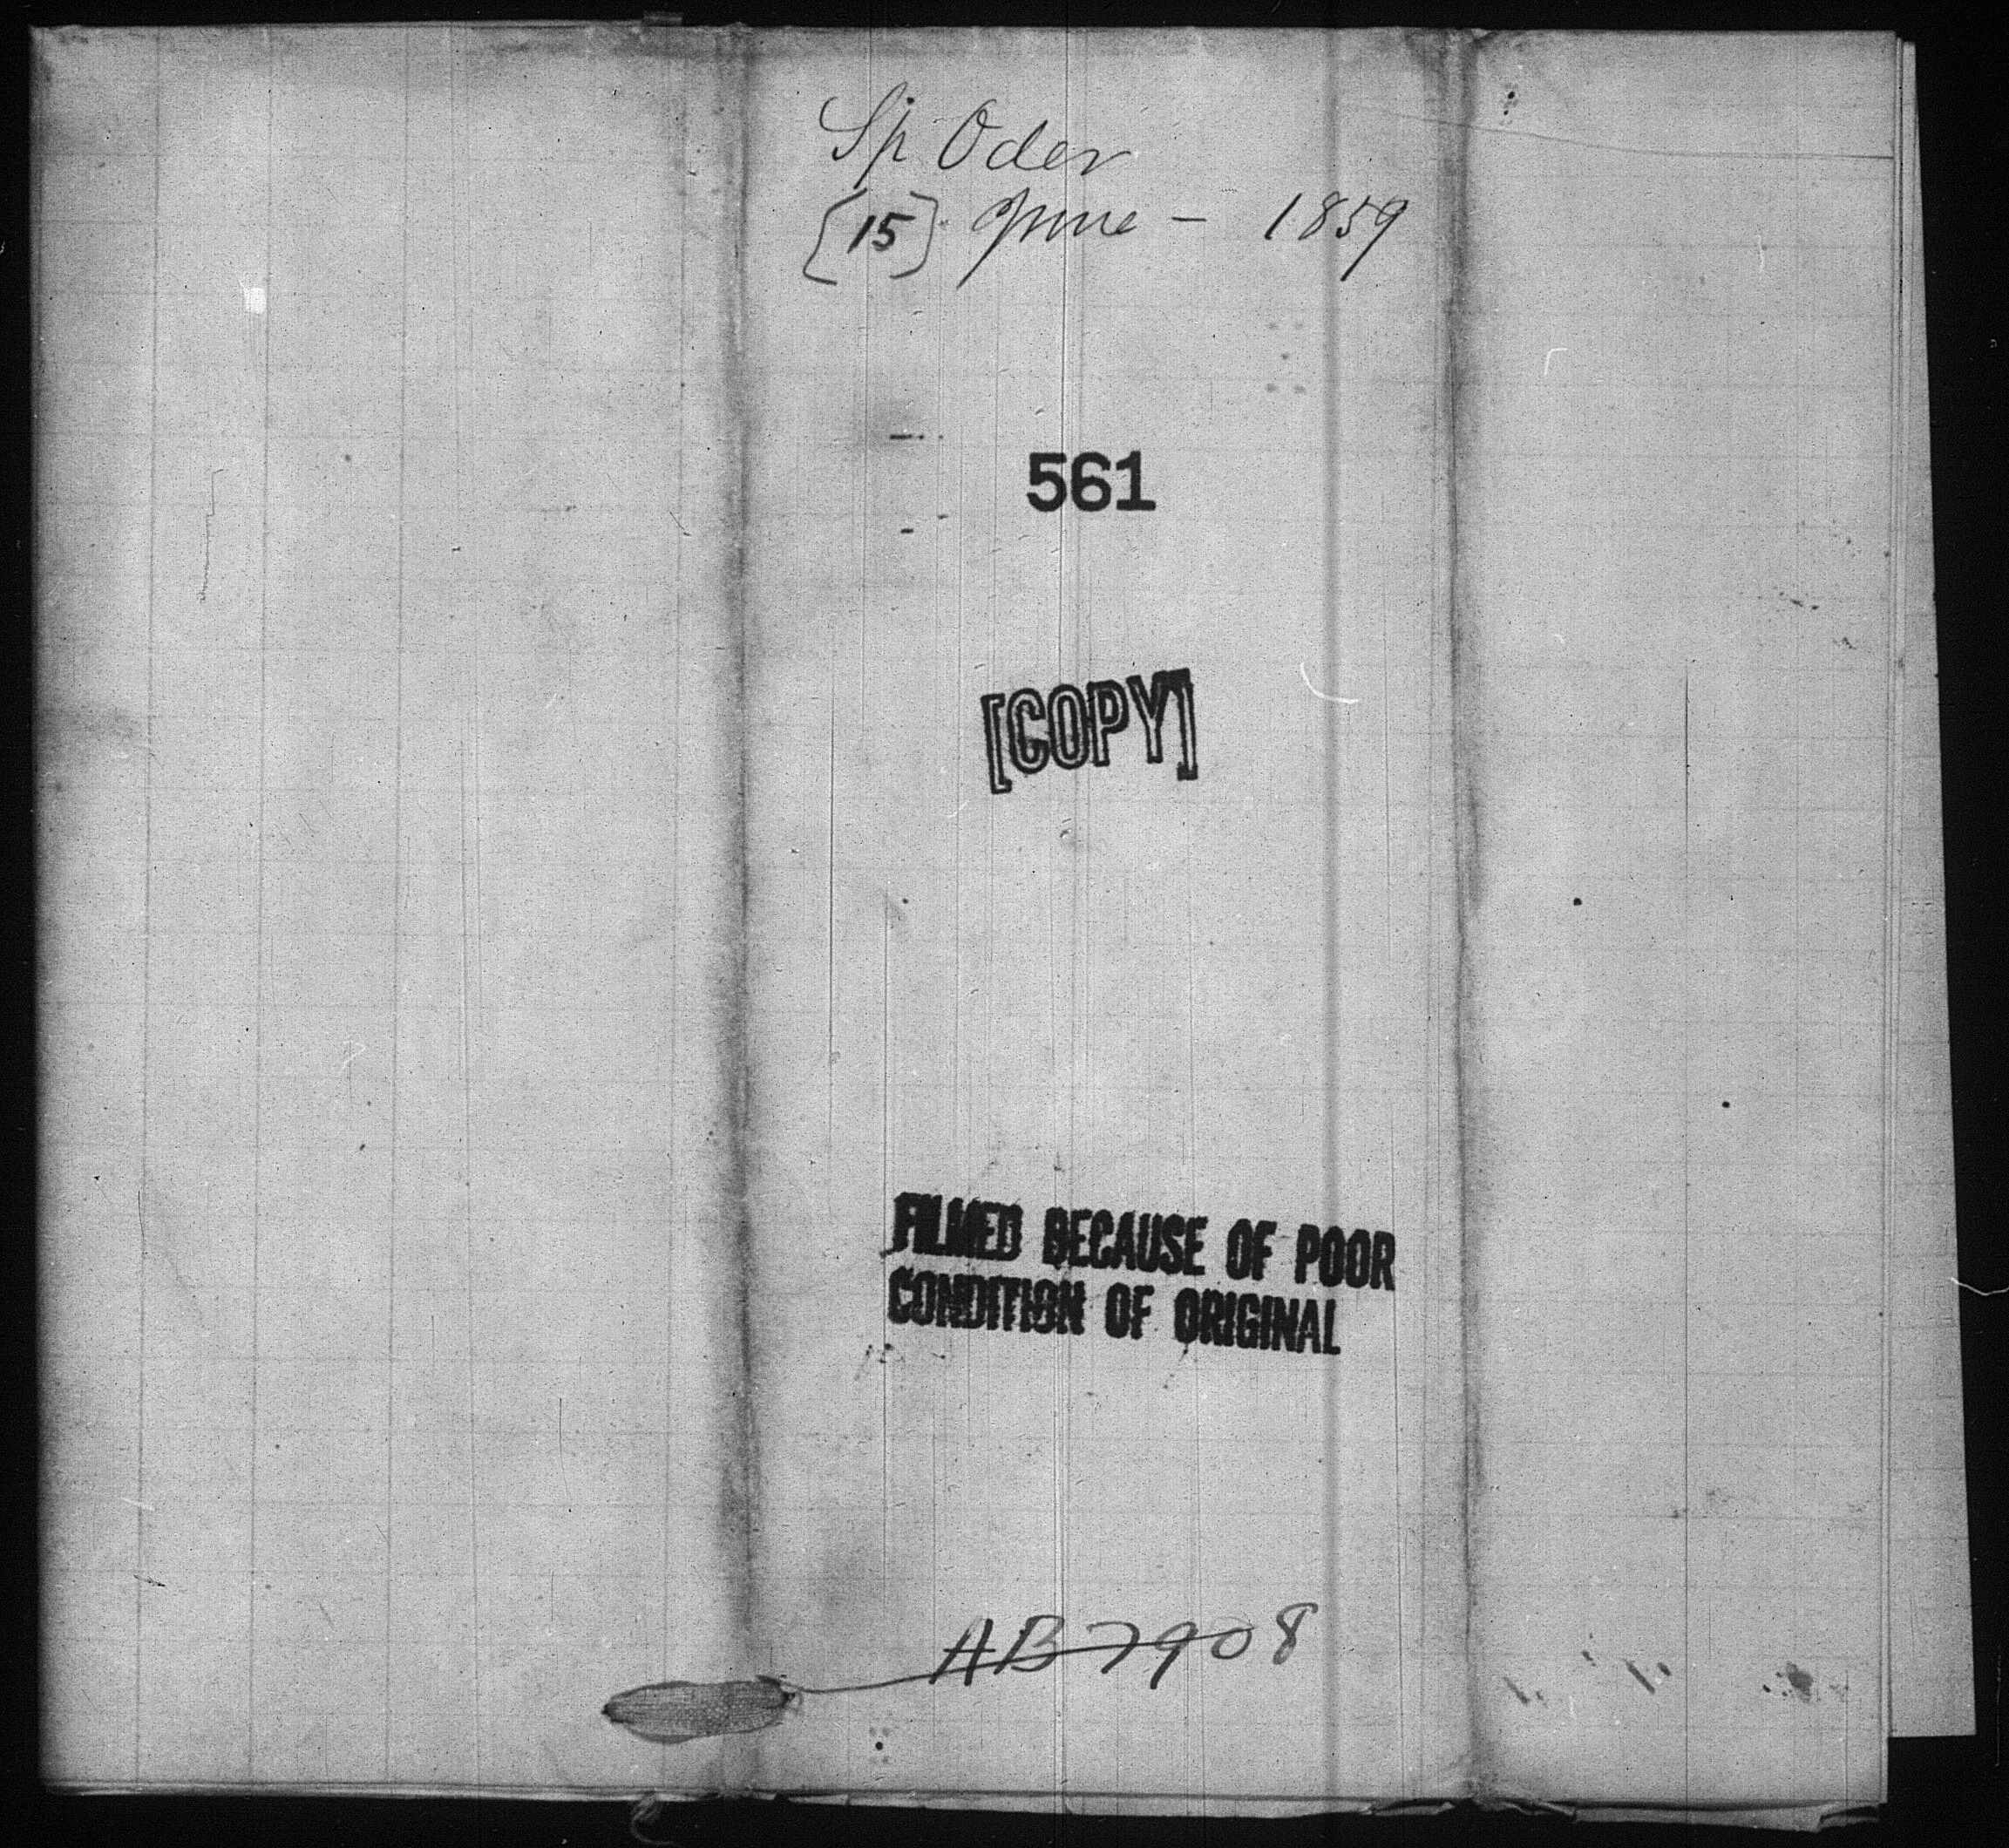 Sp Oder
[15] June - 1859
561
[COPY]
FILMED BECAUSE OF POOR
CONDITION OF ORIGINAL
AB 7908